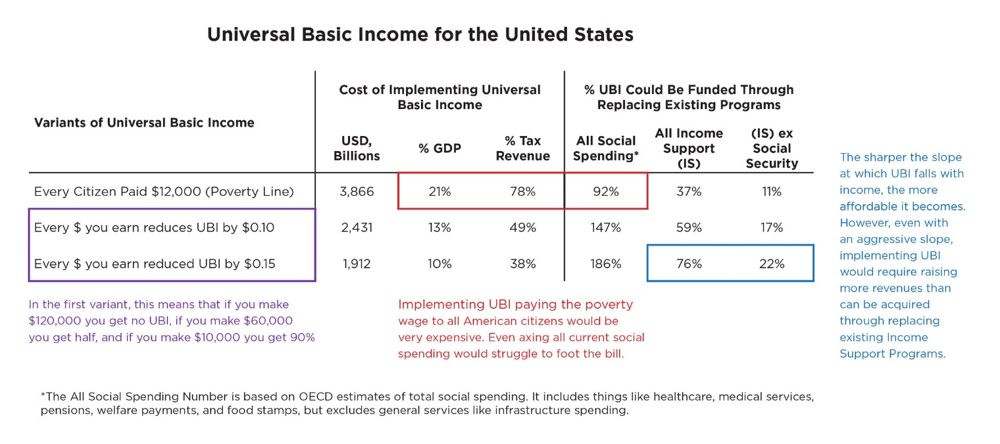 Universal Basic Income for the United States
Cost of Implementing Universal
Basic Income
% UBI Could Be Funded Through
Replacing Existing Programs
Variants of Universal Basic Income
USD,
Billions
% GDP
% Tax
Revenue
All Social
Spending*
All Income
Support
(IS)
(IS) ex
Social
Security
Every Citizen Paid $12,000 (Poverty Line) 3,866 21% 78% 92% 37% 11%
Every $ you earn reduces UBI by $0.10 2,431 13% 49% 147% 59% 17%
Every $ you earn reduced UBI by $0.15 1,912 10% 38% 186% 76% 22%
The sharper the slope
at which UBI falls with
income, the more
affordable it becomes.
However, even with
an aggressive slope,
implementing UBI
would require raising
more revenues than
can be acquired
through replacing
existing Income
Support Programs.
In the first variant, this means that if you make
$120,000 you get no UBI, if you make $60,000
you get half, and if you make $10,000 you get 90%
Implementing UBI paying the poverty
wage to all American citizens would be
very expensive. Even axing all current social
spending would struggle to foot the bill.
*The All Social Spending Number is based on OECD estimates of total social spending. It includes things like healthcare, medical services,
pensions, welfare payments, and food stamps, but excludes general services like infrastructure spending.